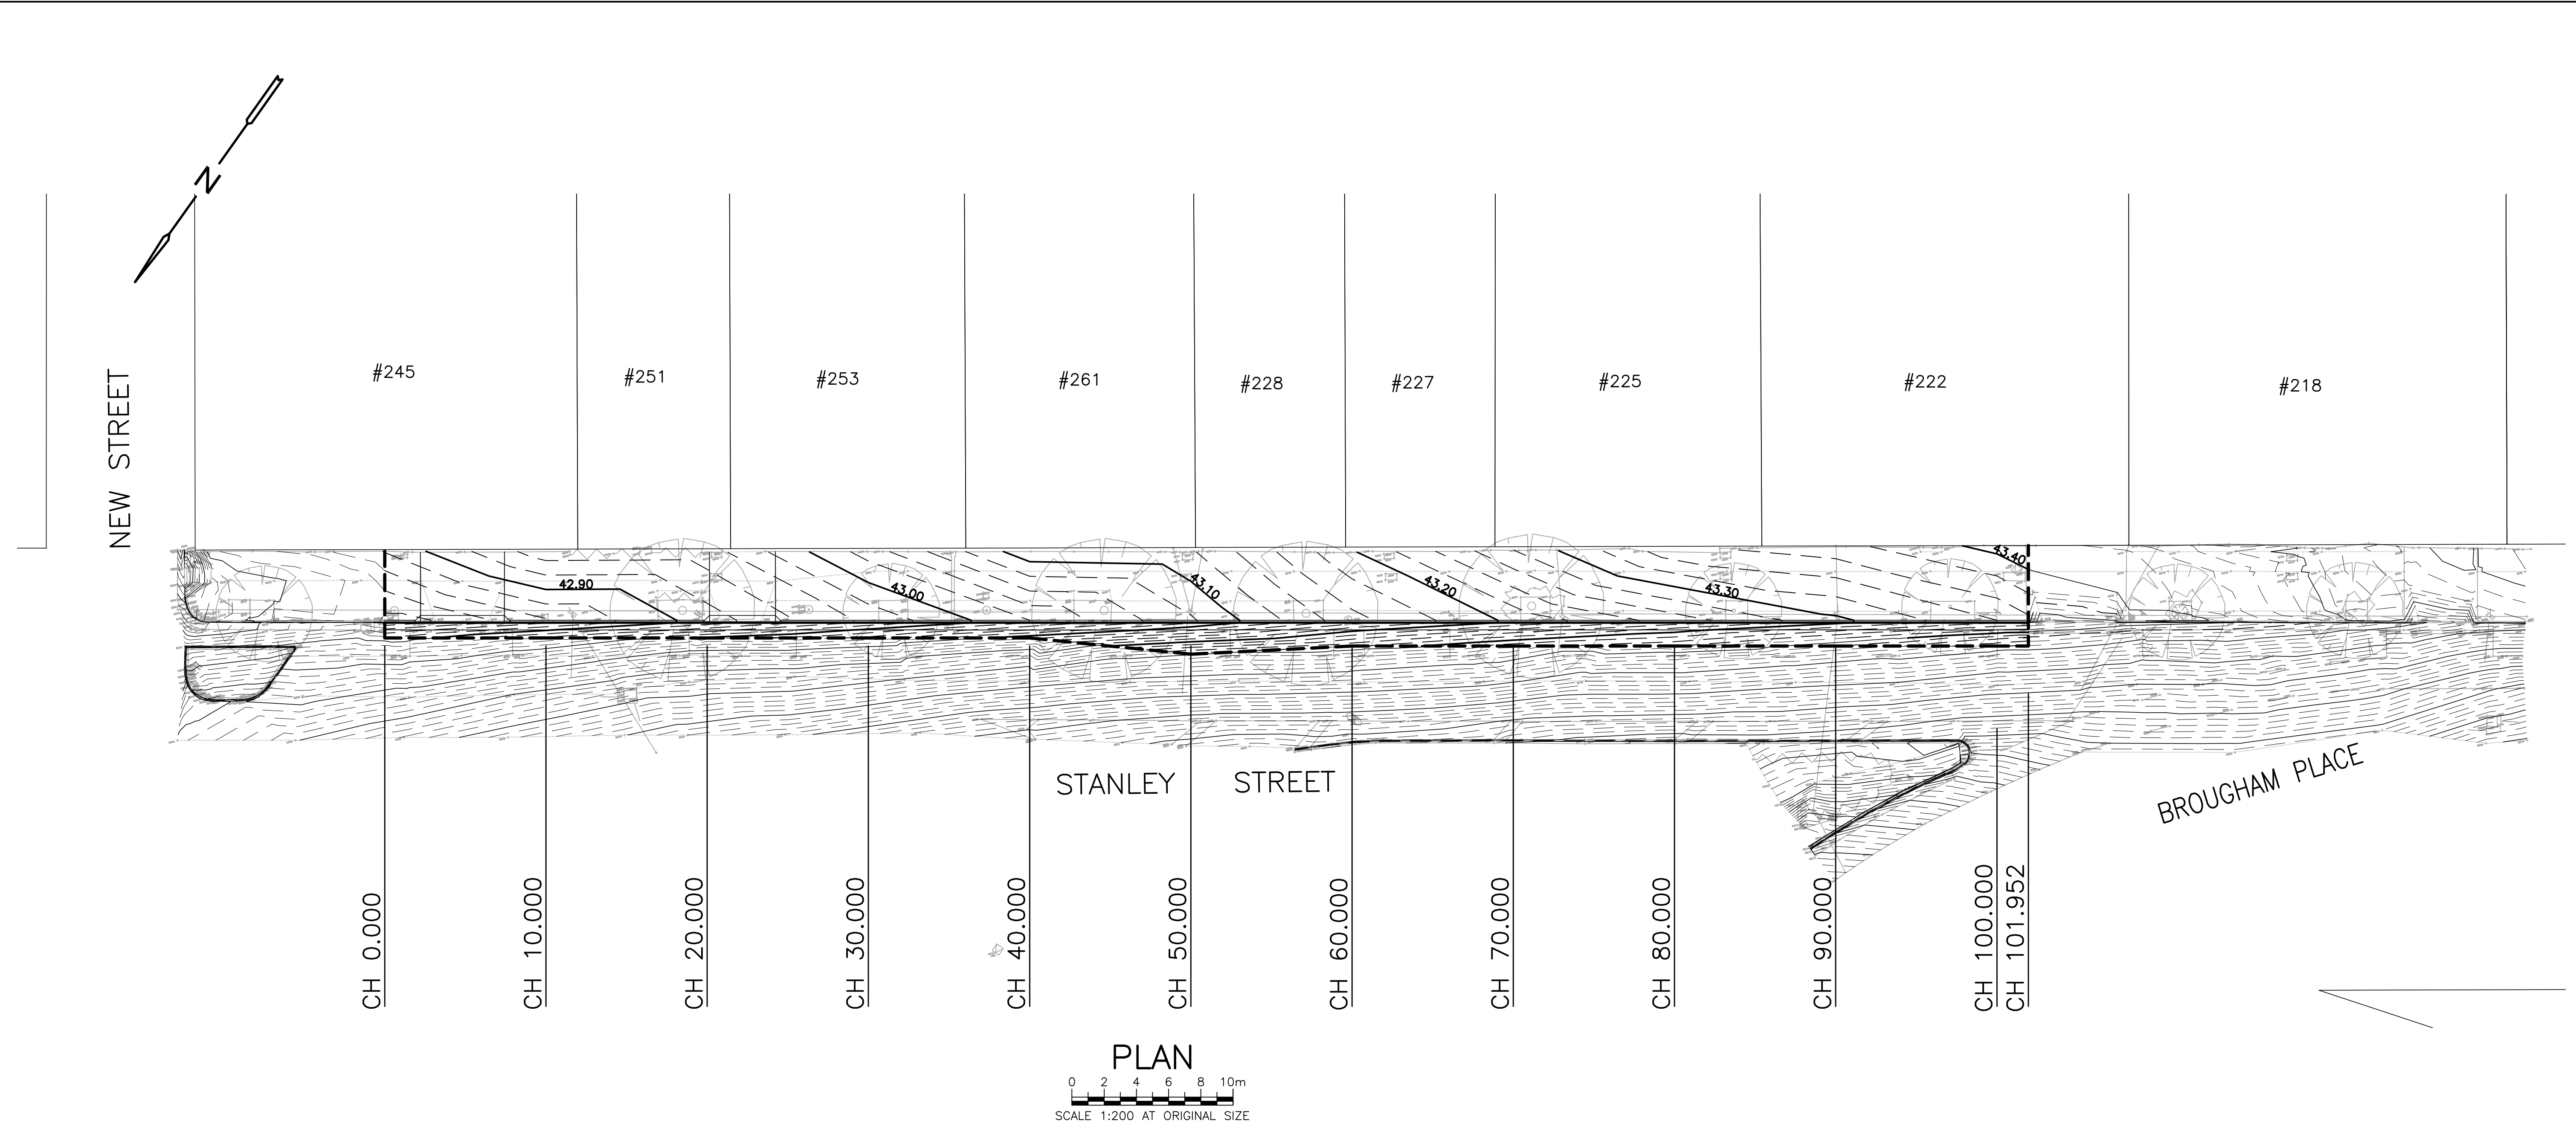 N
NEW STREET
#245
#251
#253
#261
#228
#227
#225
#222
#218
42.90
43.00
43.10
43.20
43.30
43.40
STANLEY STREET
BROUGHAM PLACE
CH 0.000
CH 10.000
CH 20.000
CH 30.000
CH 40.000
CH 50.000
CH 60.000
CH 70.000
CH 80.000
CH 90.000
CH 100.000
CH 101.952
PLAN
0 2 4 6 8 10m
SCALE 1:200 AT ORIGINAL SIZE